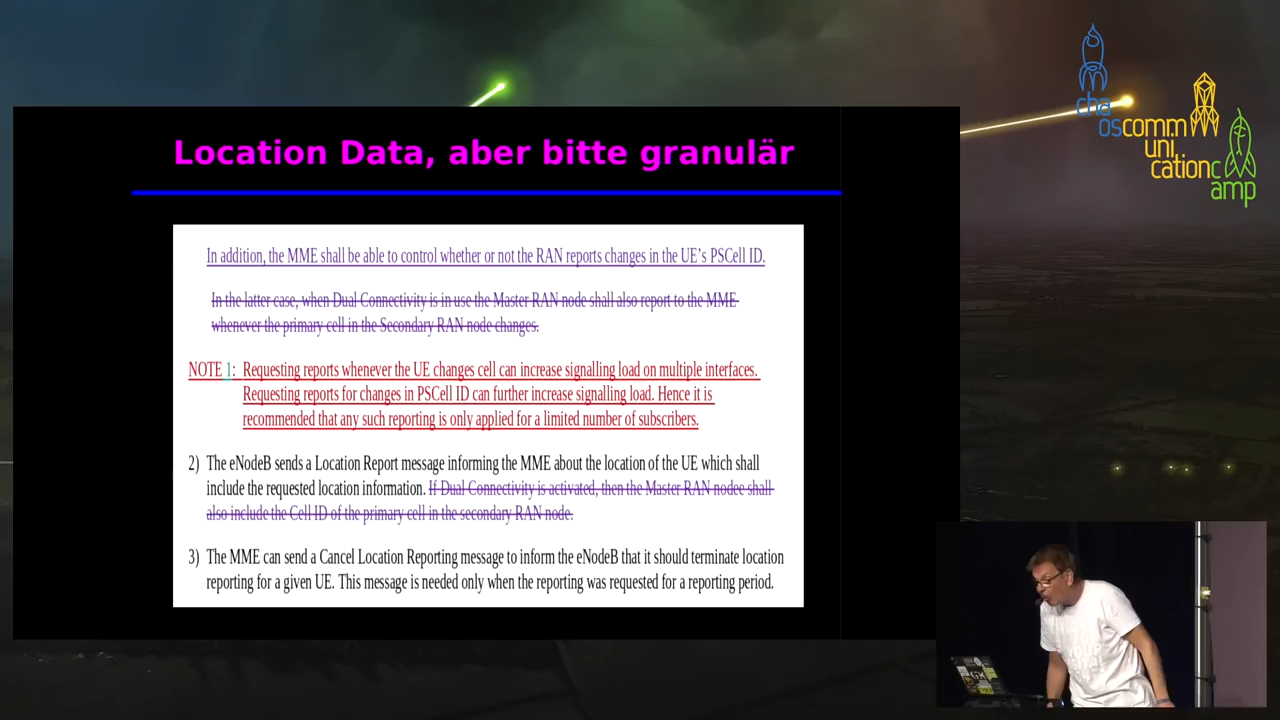 chaoscommunicationcamp
Location Data, aber bitte granulär
In addition, the MME shall be able to control whether or not the RAN reports changes in the UE’s PSCell ID.
In the latter case, when Dual Connectivity is in use the Master RAN node shall also report to the MME
whenever the primary cell in the Secondary RAN node changes.
NOTE 1: Requesting reports whenever the UE changes cell can increase signalling load on multiple interfaces.
Requesting reports for changes in PSCell ID can further increase signalling load. Hence it is
recommended that any such reporting is only applied for a limited number of subscribers.
2) The eNodeB sends a Location Report message informing the MME about the location of the UE which shall
include the requested location information. If Dual Connectivity is activated, then the Master RAN nodee shall
also include the Cell ID of the primary cell in the secondary RAN node.
3) The MME can send a Cancel Location Reporting message to inform the eNodeB that it should terminate location
reporting for a given UE. This message is needed only when the reporting was requested for a reporting period.